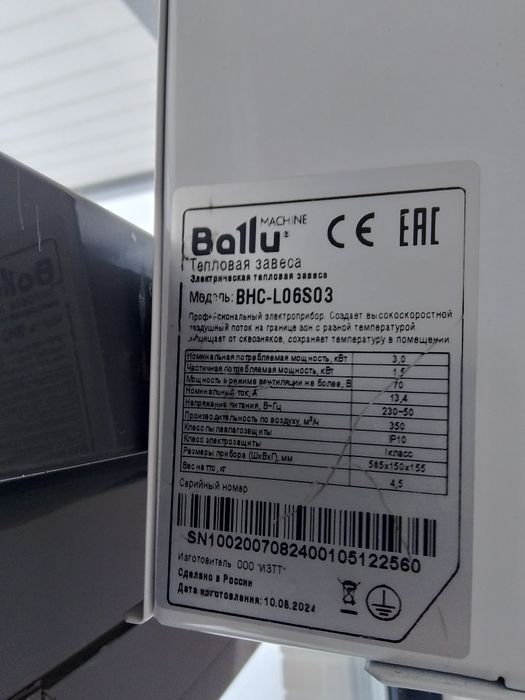 Ballu® MACHINE CE EAC
Тепловая завеса
Электрическая тепловая завеса
Модель: BHC-L06S03
Профессиональный электроприбор. Создает высокоскоростной
воздушный поток на границе зон с разной температурой
Защищает от сквозняков, сохраняет температуру в помещении
Номинальная потребляемая мощность, кВт 3,0
Частичная потребляемая мощность, кВт 1,5
Мощность в режиме вентиляции не более, В 70
Номинальный ток, А 13,4
Напряжение питания, В~Гц 230~50
Производительность по воздуху, м³/ч 350
Класс пылевлагозащиты IP10
Класс электрозащиты I класс
Размеры прибора (ШхВхГ), мм 585х150х155
Вес нетто, кг 4,5
Серийный номер
SN1002007082400105122560
Изготовитель ООО "ИЗТТ"
Сделано в России
Дата изготовления: 10.08.2024